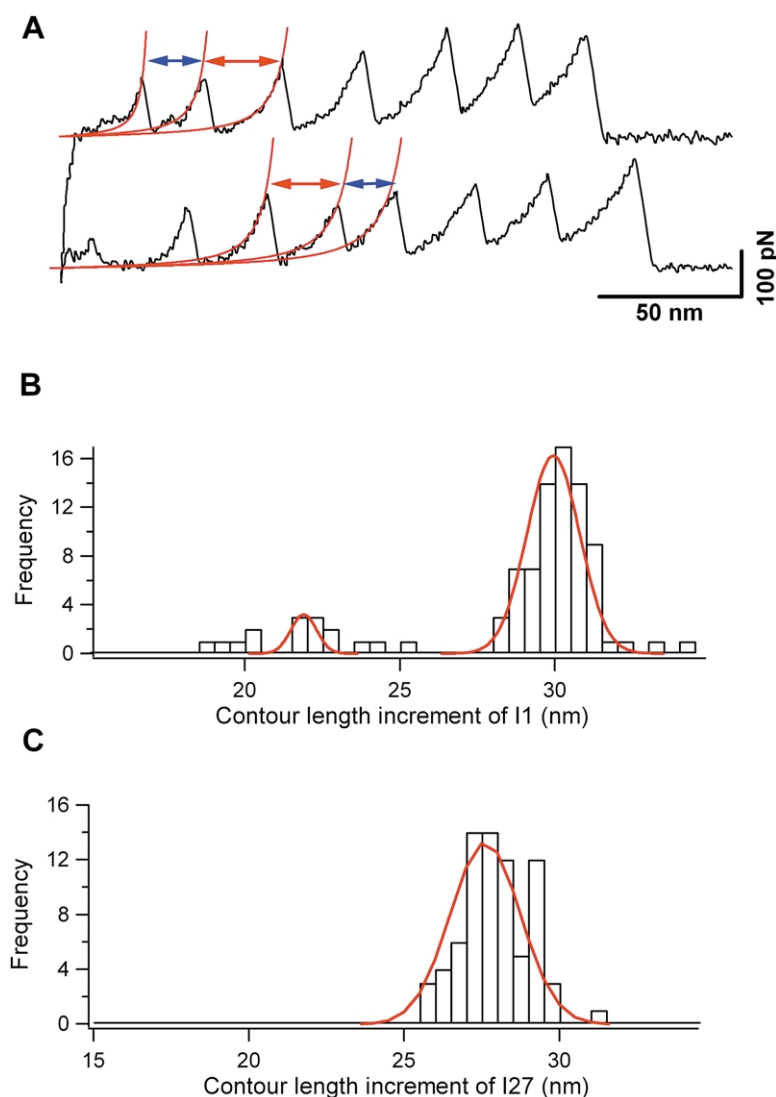 A
100 pN
50 nm
B
16
12
8
4
0
Frequency
20
25
30
Contour length increment of I1 (nm)
C
16
12
8
4
0
Frequency
15
20
25
30
Contour length increment of I27 (nm)